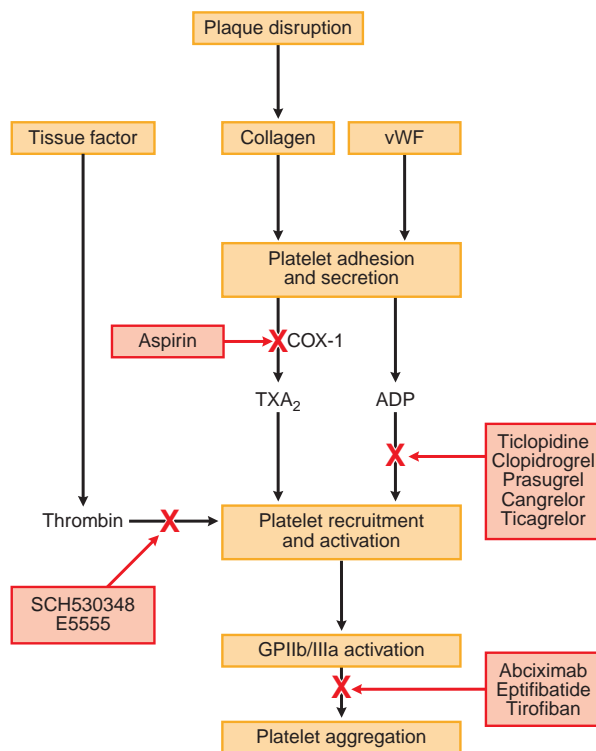 Plaque disruption
Tissue factor
Collagen
vWF
Platelet adhesion
and secretion
Aspirin
COX-1
TXA2
ADP
Ticlopidine
Clopidrogrel
Prasugrel
Cangrelor
Ticagrelor
Thrombin
Platelet recruitment
and activation
SCH530348
E5555
GPIIb/IIIa activation
Abciximab
Eptifibatide
Tirofiban
Platelet aggregation